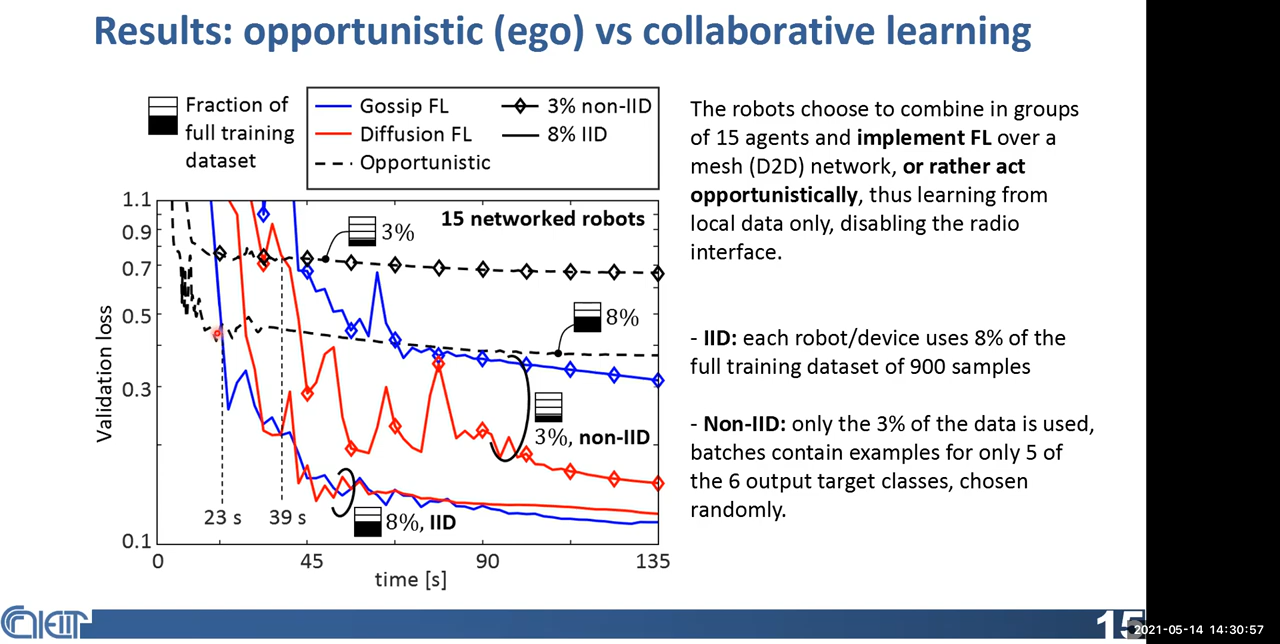 Results: opportunistic (ego) vs collaborative learning
Fraction of
full training
dataset
Gossip FL
3% non-IID
Diffusion FL
8% IID
Opportunistic
15 networked robots
3%
8%
3%, non-IID
8%, IID
23 s
39 s
1.1
0.9
0.7
0.5
0.3
0.1
Validation loss
0
45
90
135
time [s]
The robots choose to combine in groups
of 15 agents and implement FL over a
mesh (D2D) network, or rather act
opportunistically, thus learning from
local data only, disabling the radio
interface.
- IID: each robot/device uses 8% of the
full training dataset of 900 samples
- Non-IID: only the 3% of the data is used,
batches contain examples for only 5 of
the 6 output target classes, chosen
randomly.
15
2021-05-14 14:30:57